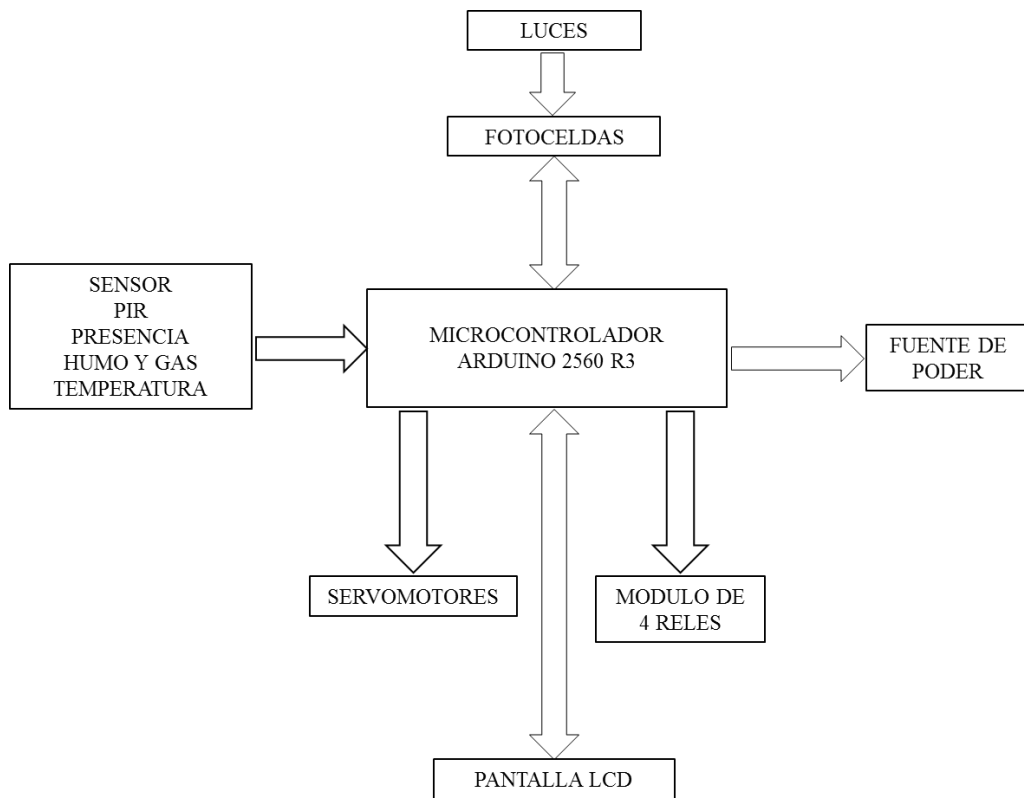 LUCES
FOTOCELDAS
SENSOR
PIR
PRESENCIA
HUMO Y GAS
TEMPERATURA
MICROCONTROLADOR
ARDUINO 2560 R3
FUENTE DE
PODER
SERVOMOTORES
MODULO DE
4 RELES
PANTALLA LCD